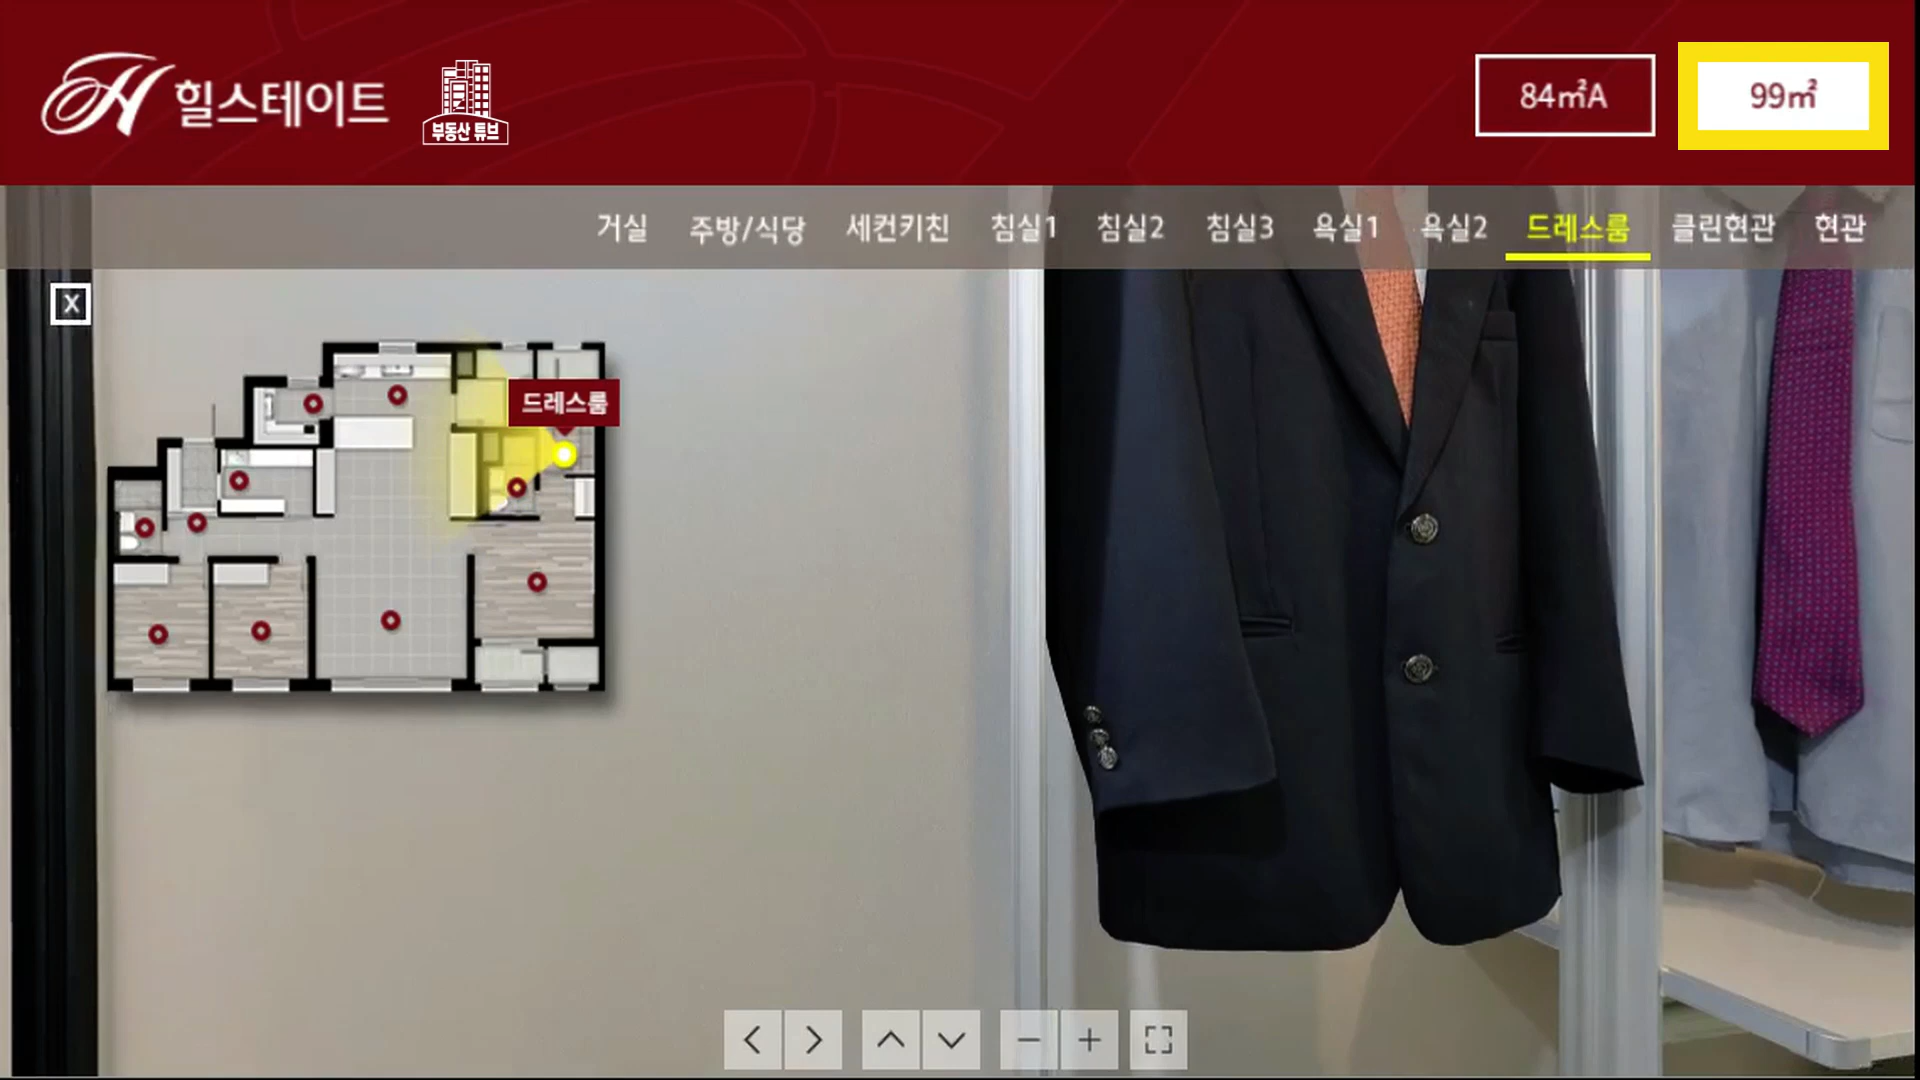 힐스테이트
부동산 튜브
84㎡A
99㎡
거실 주방/식당 세컨키친 침실1 침실2 침실3 욕실1 욕실2 드레스룸 클린현관 현관
X
드레스룸